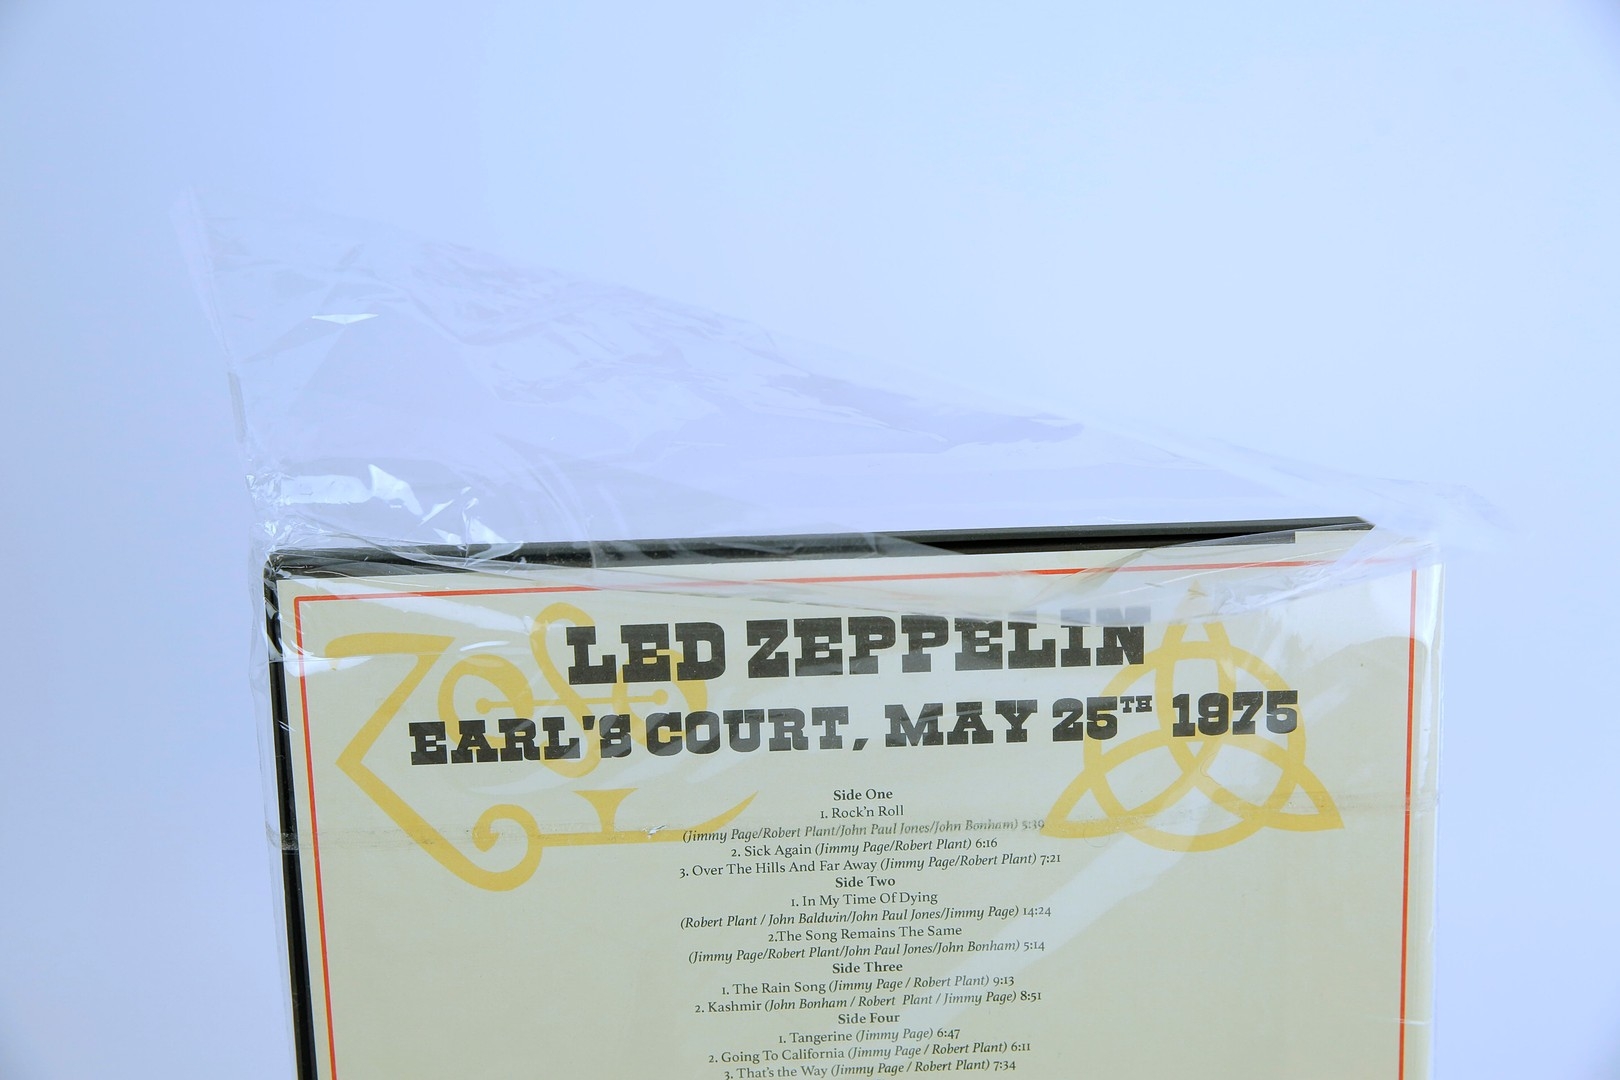 LED ZEPPELIN
EARL'S COURT, MAY 25TH 1975
Side One
1. Rock'n Roll
(Jimmy Page/Robert Plant/John Paul Jones/John Bonham) 5:39
2. Sick Again (Jimmy Page/Robert Plant) 6:16
3. Over The Hills And Far Away (Jimmy Page/Robert Plant) 7:21
Side Two
1. In My Time Of Dying
(Robert Plant / John Baldwin/John Paul Jones/Jimmy Page) 14:24
2.The Song Remains The Same
(Jimmy Page/Robert Plant/John Paul Jones/John Bonham) 5:14
Side Three
1. The Rain Song (Jimmy Page / Robert Plant) 9:13
2. Kashmir (John Bonham / Robert Plant / Jimmy Page) 8:51
Side Four
1. Tangerine (Jimmy Page) 6:47
2. Going To California (Jimmy Page / Robert Plant) 6:11
3. That's the Way (Jimmy Page / Robert Plant) 7:34